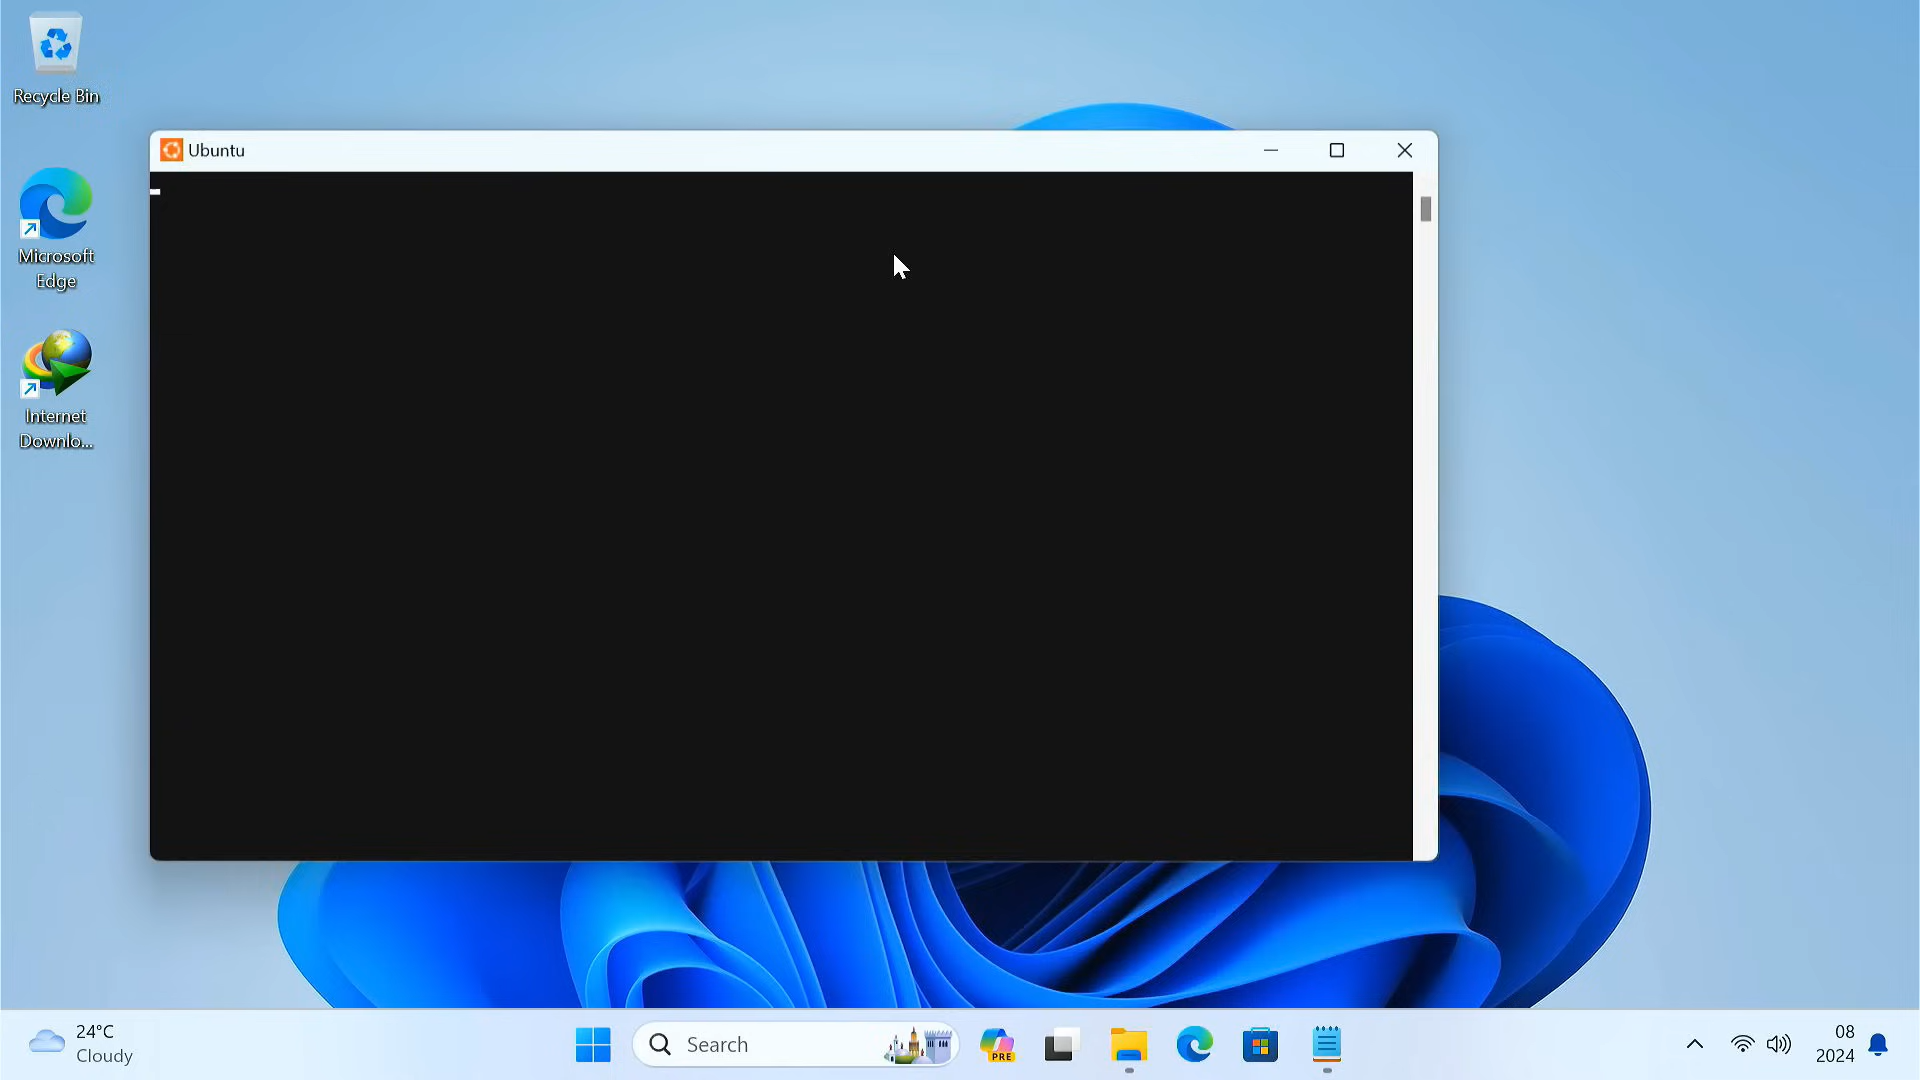 Recycle Bin
Ubuntu
Microsoft
Edge
Internet
Downlo...
24°C
Cloudy
Search
PRE
08
2024